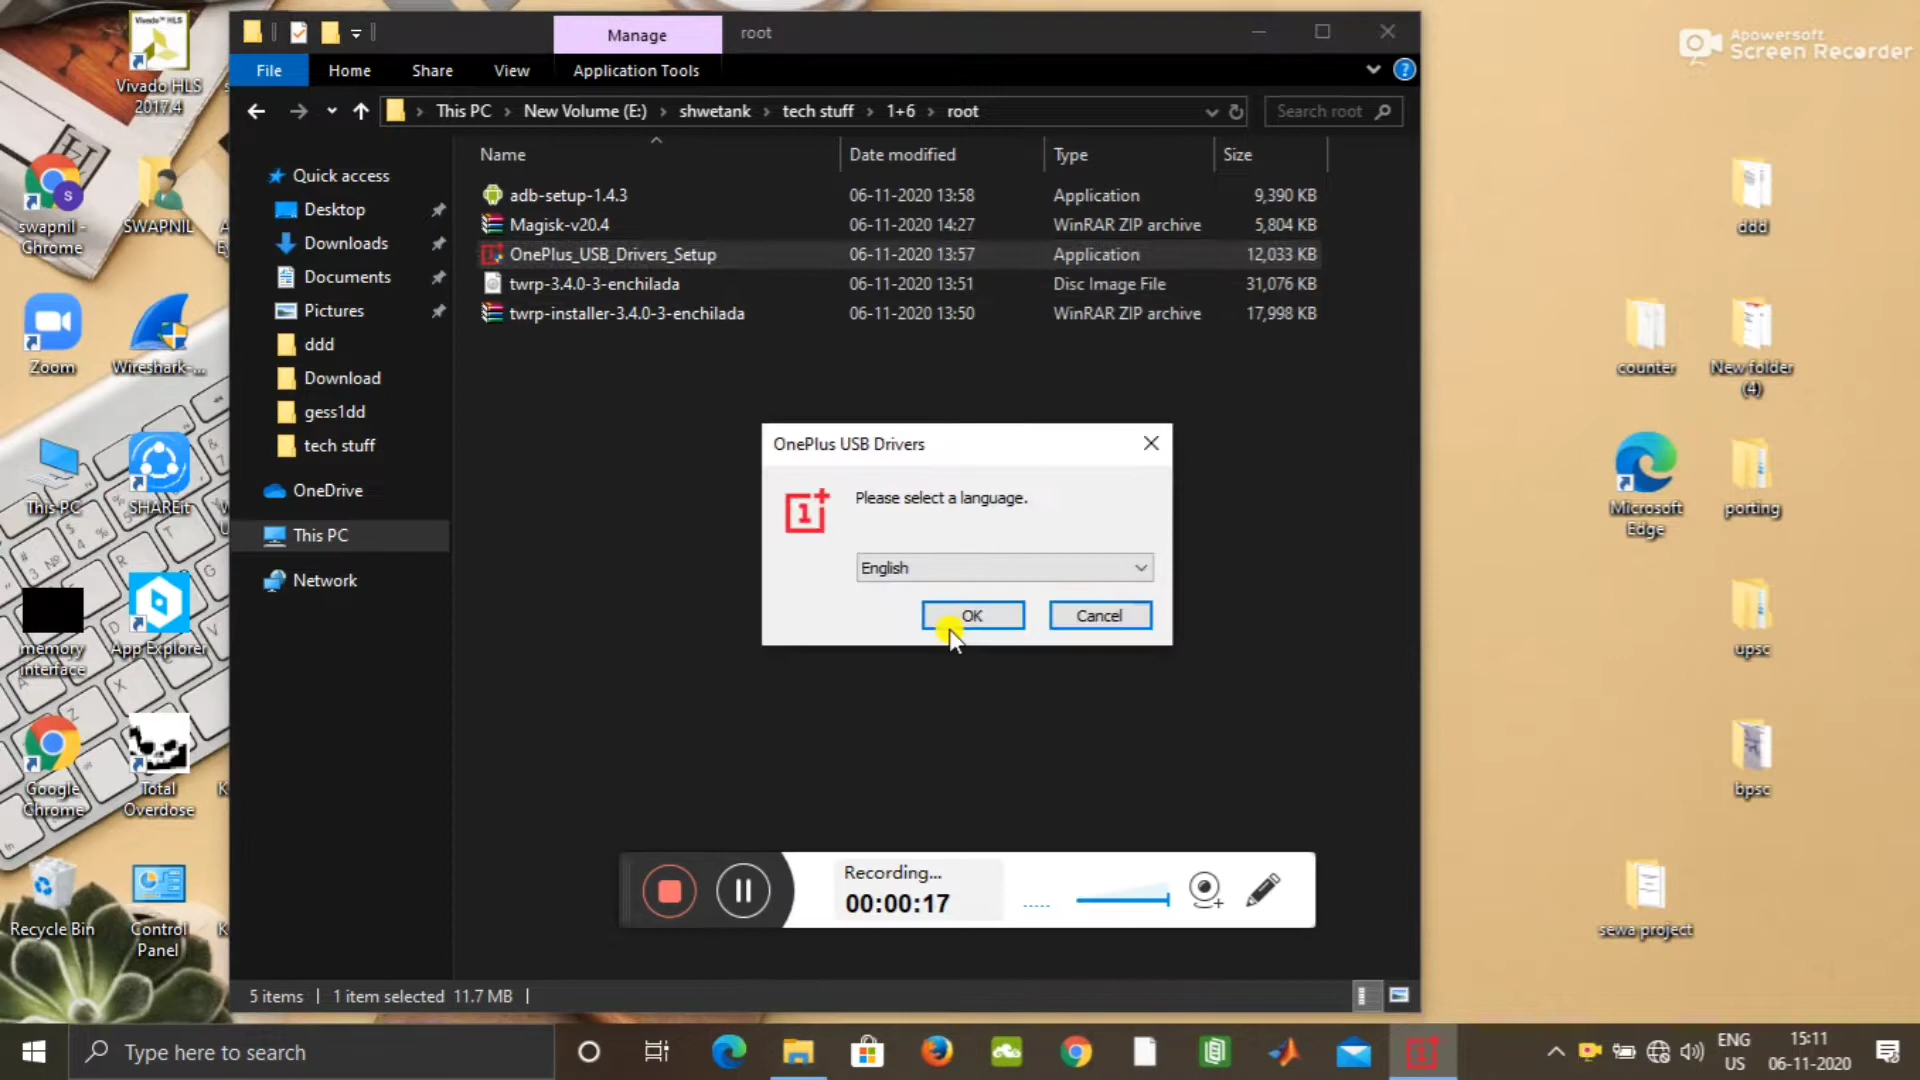 Vivado HLS
2017.4
swapnil -
Chrome
SWAPNIL
Zoom
Wireshark-...
This PC
SHAREit
memory
interface
App Explorer
Google
Chrome
Total
Overdose
Recycle Bin
Control
Panel
Manage
root
File
Home
Share
View
Application Tools
This PC
New Volume (E:)
shwetank
tech stuff
1+6
root
Search root
Quick access
Desktop
Downloads
Documents
Pictures
ddd
Download
gess1dd
tech stuff
OneDrive
This PC
Network
Name Date modified Type Size
adb-setup-1.4.3 06-11-2020 13:58 Application 9,390 KB
Magisk-v20.4 06-11-2020 14:27 WinRAR ZIP archive 5,804 KB
OnePlus_USB_Drivers_Setup 06-11-2020 13:57 Application 12,033 KB
twrp-3.4.0-3-enchilada 06-11-2020 13:51 Disc Image File 31,076 KB
twrp-installer-3.4.0-3-enchilada 06-11-2020 13:50 WinRAR ZIP archive 17,998 KB
OnePlus USB Drivers
Please select a language.
English
OK
Cancel
Recording...
00:00:17
5 items
1 item selected 11.7 MB
Apowersoft
Screen Recorder
ddd
counter
New folder
(4)
Microsoft
Edge
porting
upsc
bpsc
sewa project
Type here to search
ENG
US
15:11
06-11-2020